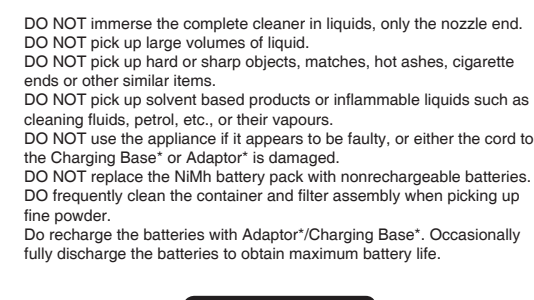 DO NOT immerse the complete cleaner in liquids, only the nozzle end.
DO NOT pick up large volumes of liquid.
DO NOT pick up hard or sharp objects, matches, hot ashes, cigarette
ends or other similar items.
DO NOT pick up solvent based products or inflammable liquids such as
cleaning fluids, petrol, etc., or their vapours.
DO NOT use the appliance if it appears to be faulty, or either the cord to
the Charging Base* or Adaptor* is damaged.
DO NOT replace the NiMh battery pack with nonrechargeable batteries.
DO frequently clean the container and filter assembly when picking up
fine powder.
Do recharge the batteries with Adaptor*/Charging Base*. Occasionally
fully discharge the batteries to obtain maximum battery life.